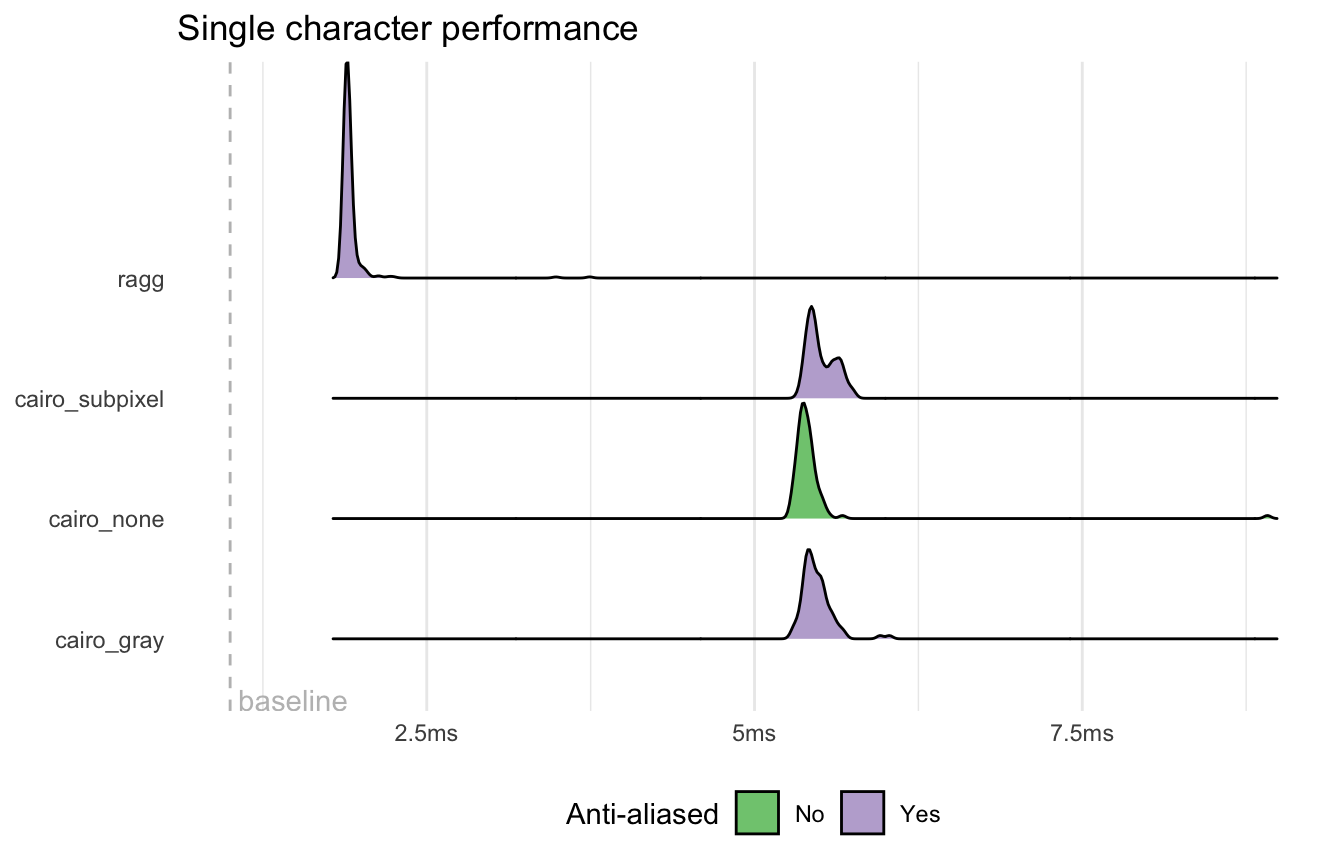 Single character performance
ragg
cairo_subpixel
cairo_none
cairo_gray
baseline
2.5ms 5ms 7.5ms
Anti-aliased No Yes